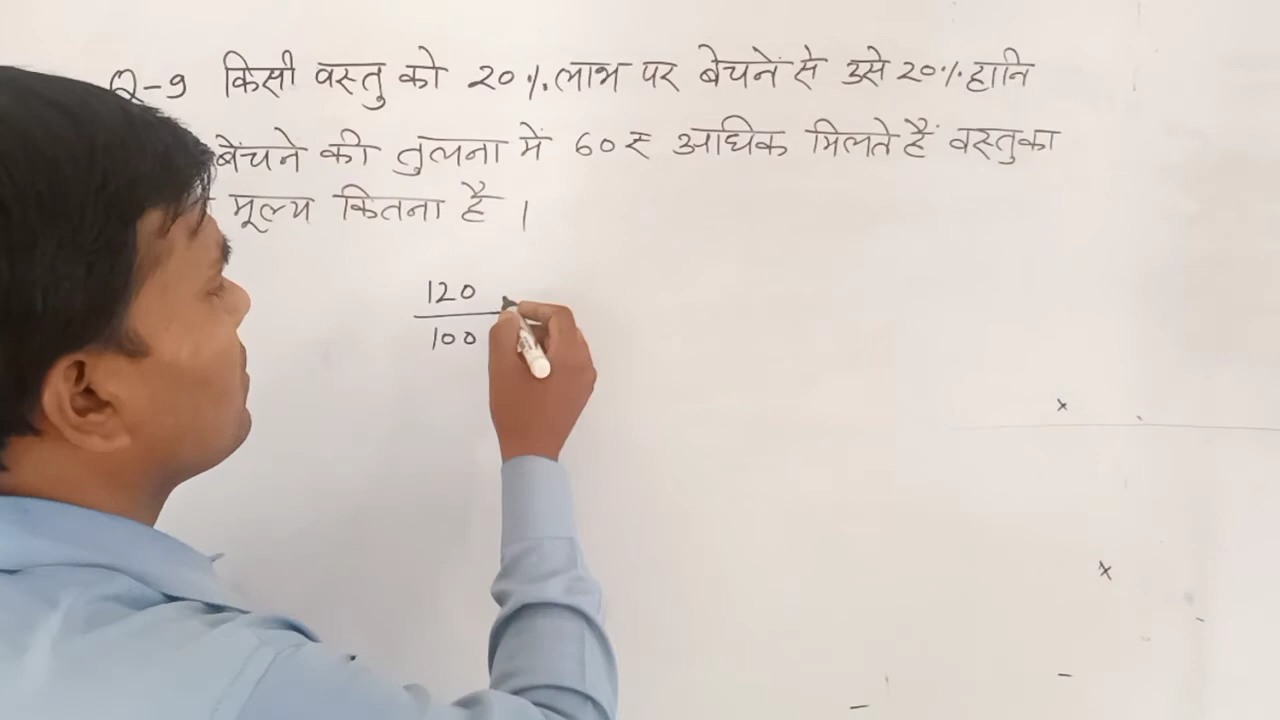 Q-9 किसी वस्तु को 20%. लाभ पर बेचनें से उसे 20%. हानि
बेंचने की तुलना में 60₹ अधिक मिलते हैं वस्तुका
मूल्य कितना है ।
120
100